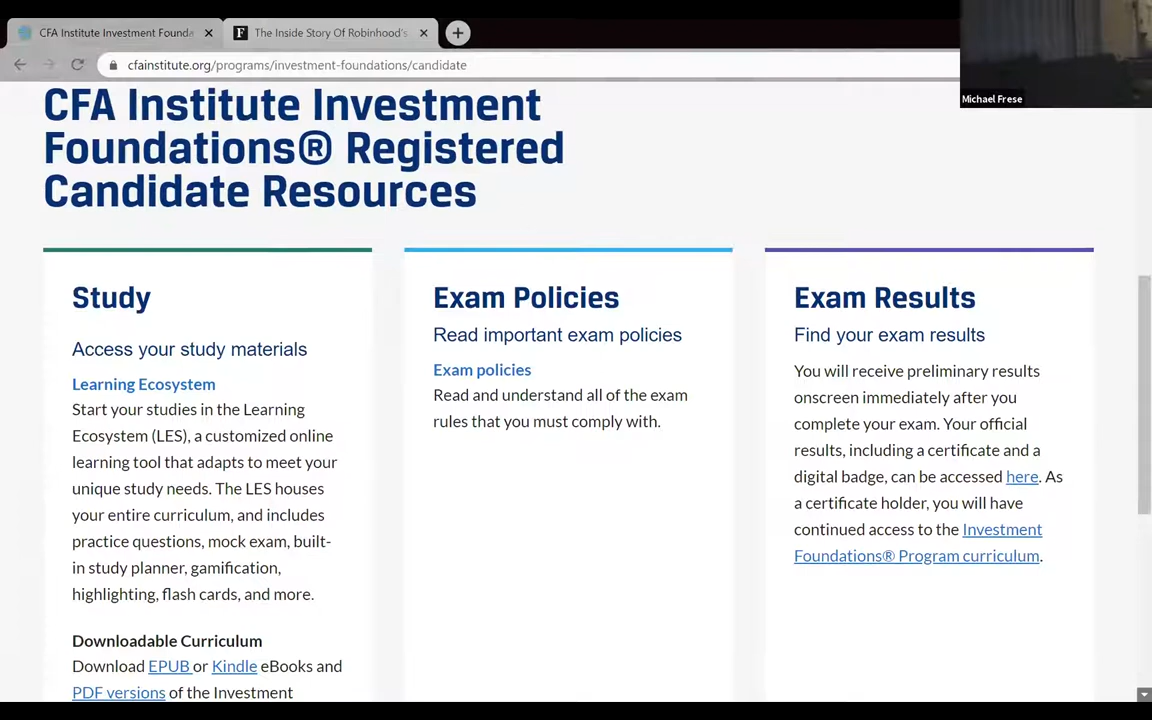 CFA Institute Investment Founda
The Inside Story Of Robinhood's
cfainstitute.org/programs/investment-foundations/candidate
Michael Frese
CFA Institute Investment
Foundations® Registered
Candidate Resources
Study
Access your study materials
Learning Ecosystem
Start your studies in the Learning
Ecosystem (LES), a customized online
learning tool that adapts to meet your
unique study needs. The LES houses
your entire curriculum, and includes
practice questions, mock exam, built-
in study planner, gamification,
highlighting, flash cards, and more.
Downloadable Curriculum
Download EPUB or Kindle eBooks and
PDF versions of the Investment
Exam Policies
Read important exam policies
Exam policies
Read and understand all of the exam
rules that you must comply with.
Exam Results
Find your exam results
You will receive preliminary results
onscreen immediately after you
complete your exam. Your official
results, including a certificate and a
digital badge, can be accessed here. As
a certificate holder, you will have
continued access to the Investment
Foundations® Program curriculum.